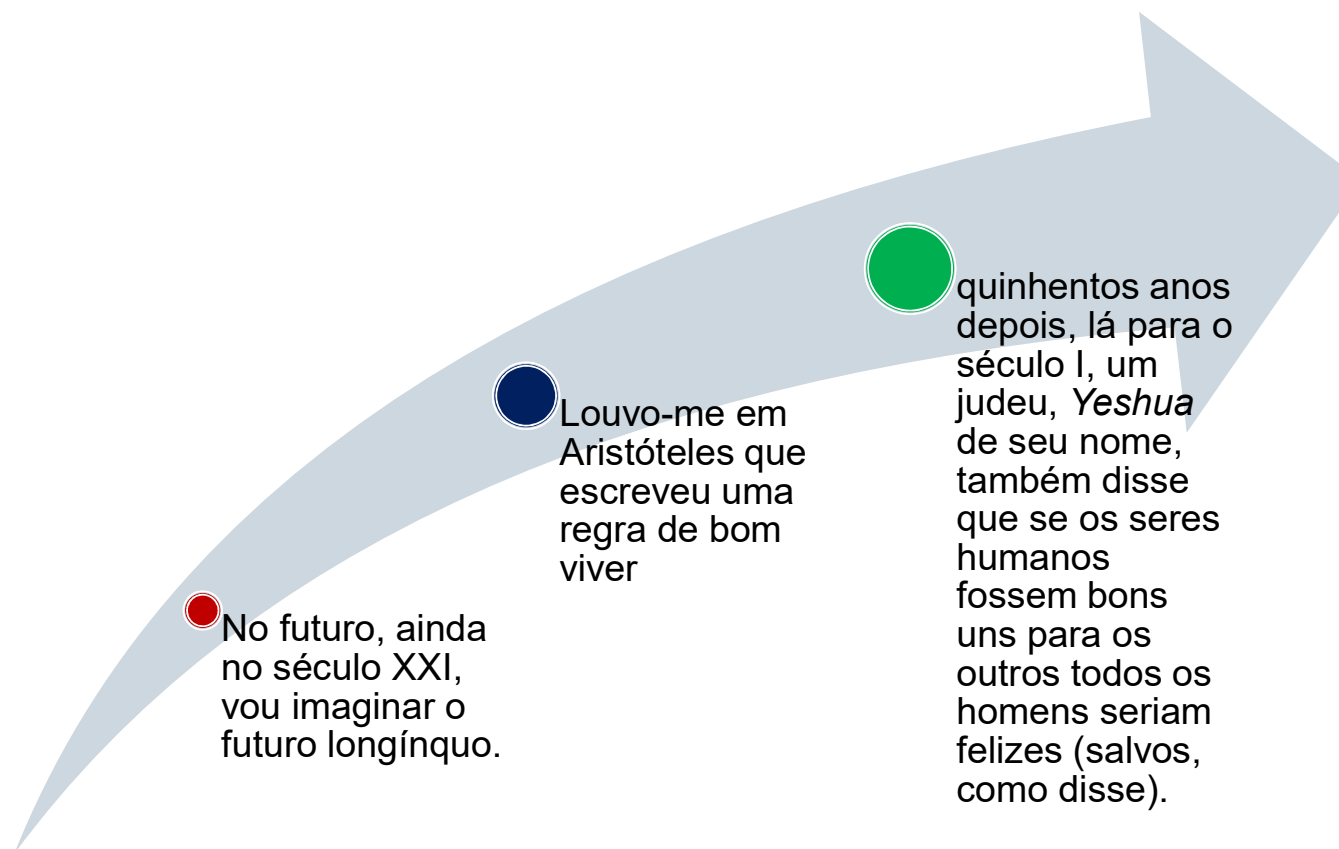 No futuro, ainda
no século XXI,
vou imaginar o
futuro longínquo.
Louvo-me em
Aristóteles que
escreveu uma
regra de bom
viver
quinhentos anos
depois, lá para o
século I, um
judeu, Yeshua
de seu nome,
também disse
que se os seres
humanos
fossem bons
uns para os
outros todos os
homens seriam
felizes (salvos,
como disse).